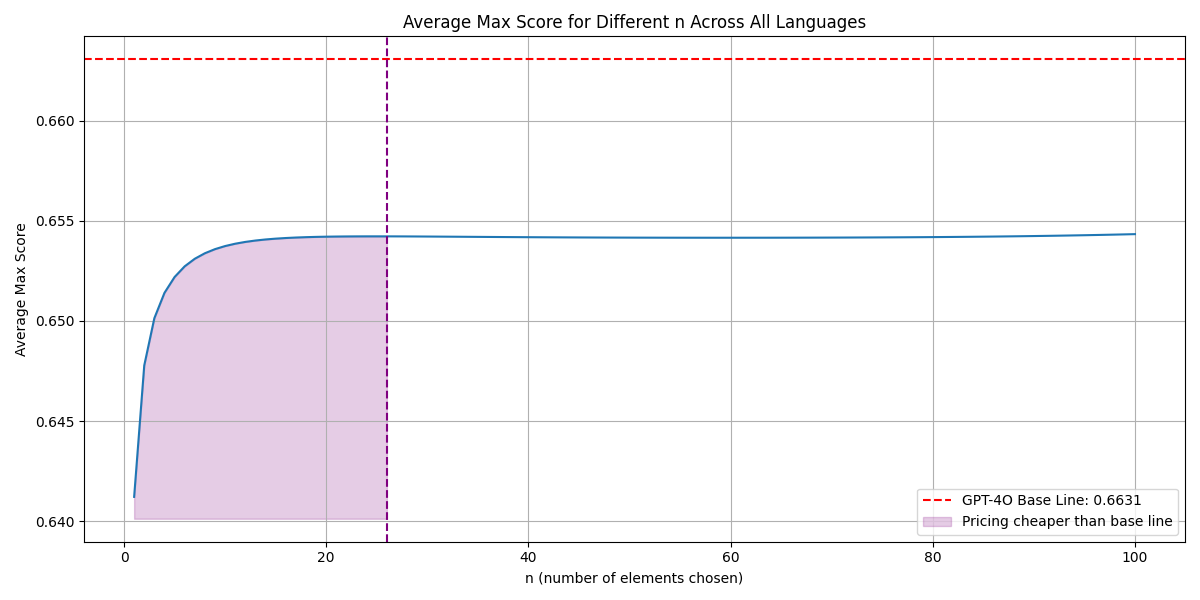 Average Max Score for Different n Across All Languages
Average Max Score
0.660
0.655
0.650
0.645
0.640
0
20
40
60
80
100
n (number of elements chosen)
GPT-4O Base Line: 0.6631
Pricing cheaper than base line